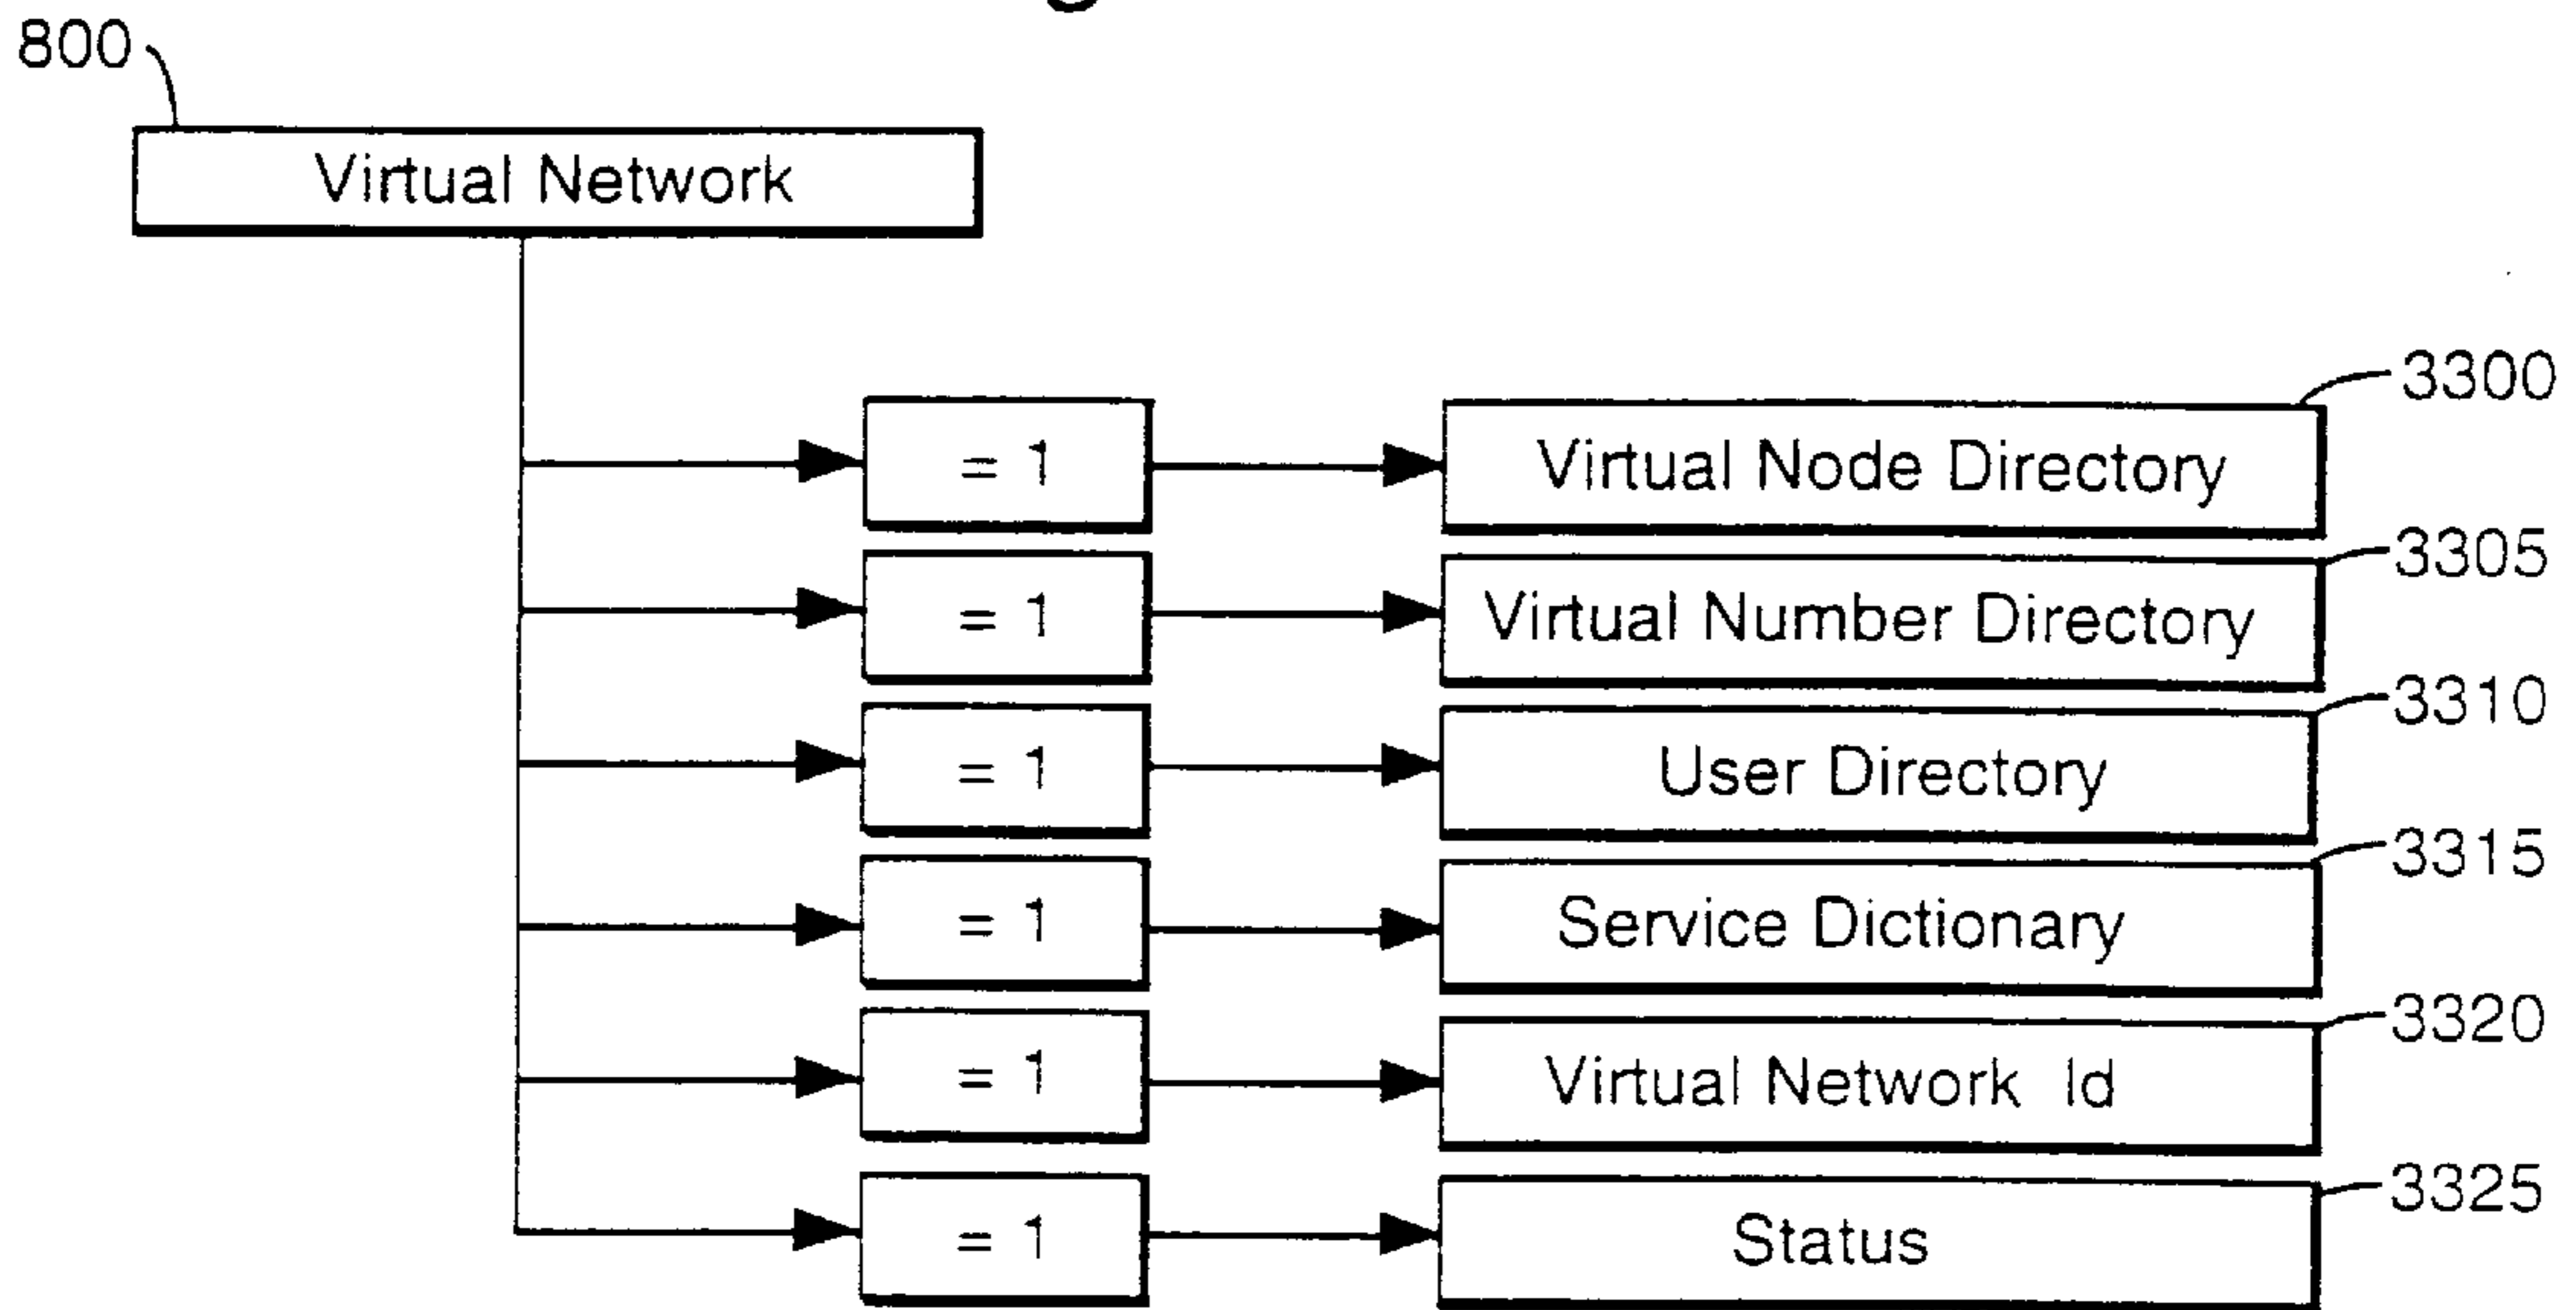 800
Virtual Network
= 1
Virtual Node Directory
3300
= 1
Virtual Number Directory
3305
= 1
User Directory
3310
= 1
Service Dictionary
3315
= 1
Virtual Network Id
3320
= 1
Status
3325